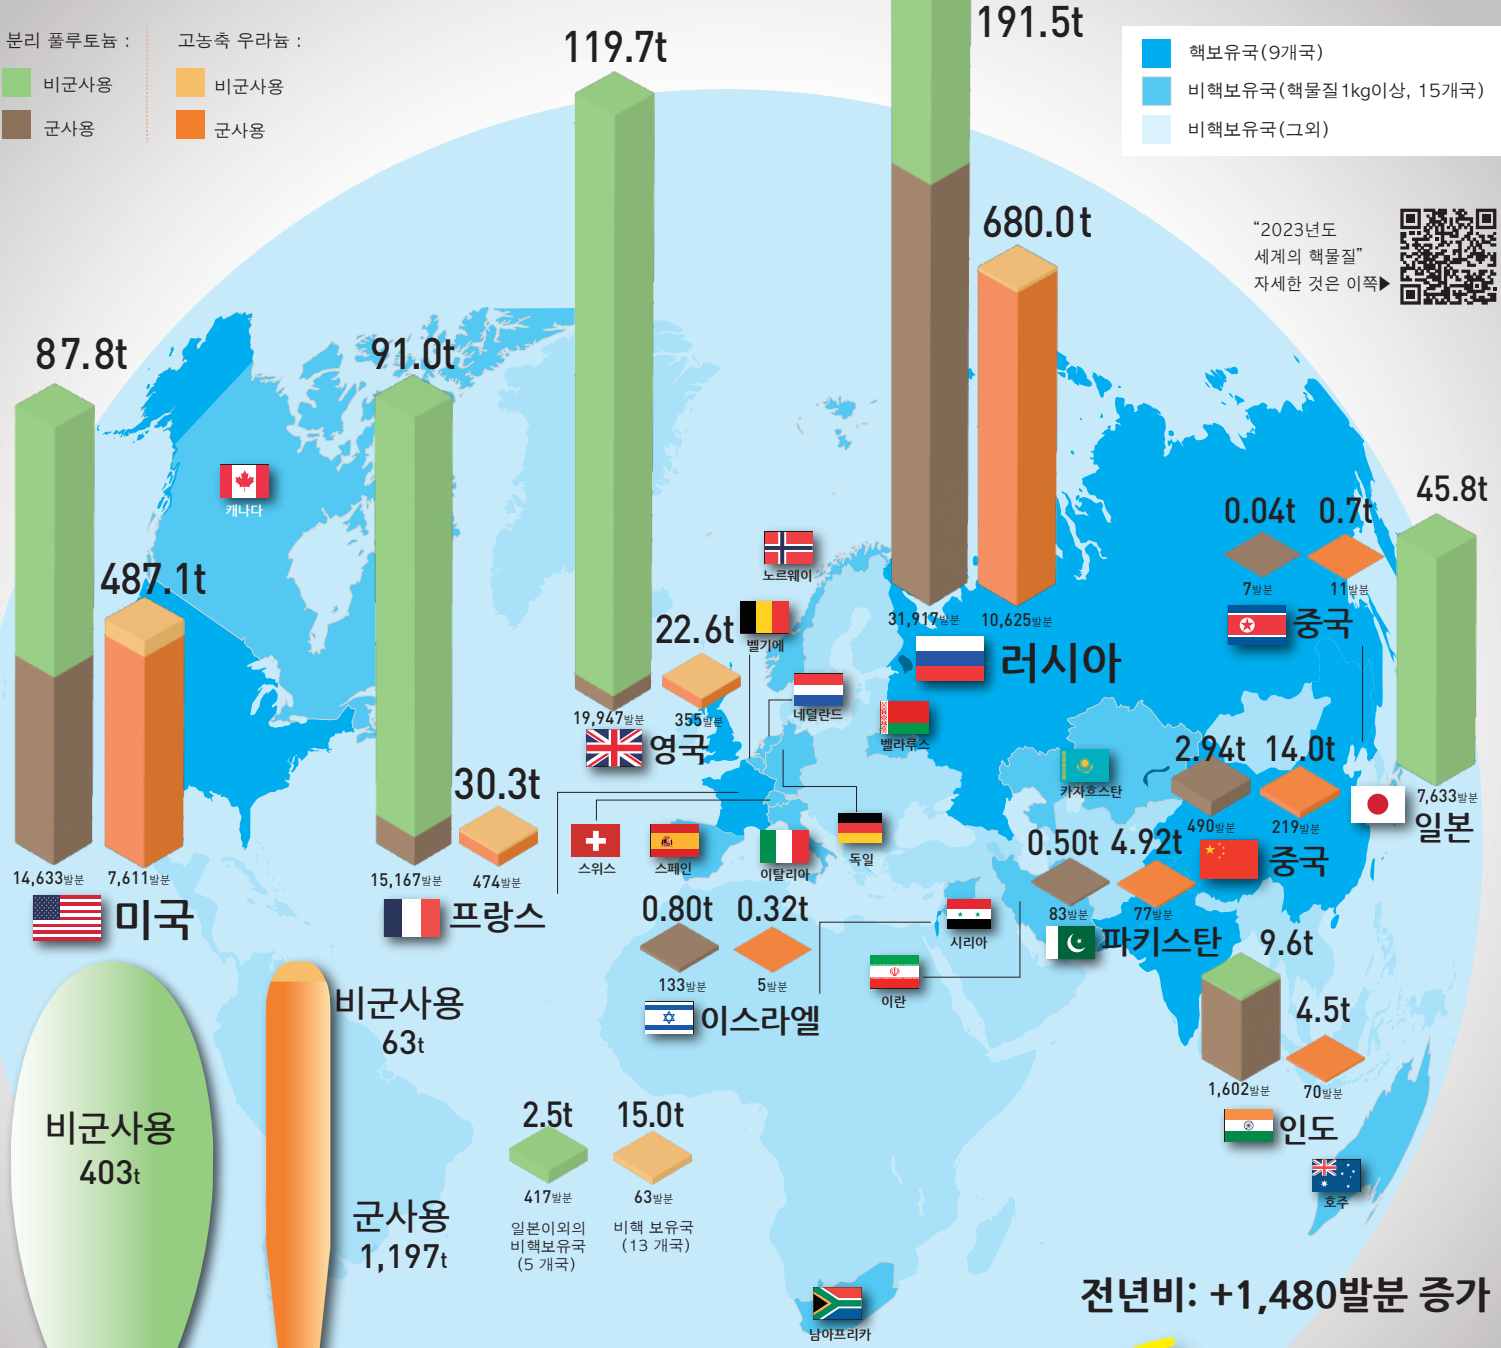 분리 풀루토늄 :
비군사용
군사용
고농축 우라늄 :
비군사용
군사용
핵보유국(9개국)
비핵보유국(핵물질1kg이상, 15개국)
비핵보유국(그외)
“2023년도
세계의 핵물질”
자세한 것은 이쪽▶
87.8t
487.1t
14,633발분
7,611발분
미국
캐나다
91.0t
30.3t
15,167발분
474발분
프랑스
119.7t
22.6t
19,947발분
355발분
영국
191.5t
680.0t
31,917발분
10,625발분
러시아
노르웨이
벨기에
네덜란드
벨라루스
스위스
스페인
이탈리아
독일
카자흐스탄
0.04t
0.7t
7발분
11발분
중국
45.8t
7,633발분
일본
2.94t
14.0t
490발분
219발분
중국
0.50t
4.92t
83발분
77발분
파키스탄
0.80t
0.32t
133발분
5발분
이스라엘
시리아
이란
9.6t
4.5t
1,602발분
70발분
인도
호주
비군사용
403t
비군사용
63t
군사용
1,197t
2.5t
417발분
일본이외의
비핵보유국
(5 개국)
15.0t
63발분
비핵 보유국
(13 개국)
남아프리카
전년비: +1,480발분 증가